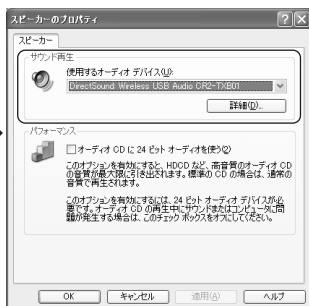 スピーカーのプロパティ
スピーカー
サウンド再生
使用するオーディオ デバイス(U):
DirectSound Wireless USB Audio CR2-TXB01
詳細(D)...
パフォーマンス
オーディオ CD に 24 ビット オーディオを使う(2)
このオプションを有効にすると、HDCD など、高音質のオーディオ CD
の音質が最大限に引き出されます。標準の CD の場合は、通常の
音質で再生されます。
このオプションを有効にするには、24 ビット オーディオ デバイスが必
要です。オーディオ CD の再生中にサウンドまたはコンピュータに問
題が発生する場合は、このチェック ボックスをオフにしてください。
OK
キャンセル
適用(A)
ヘルプ